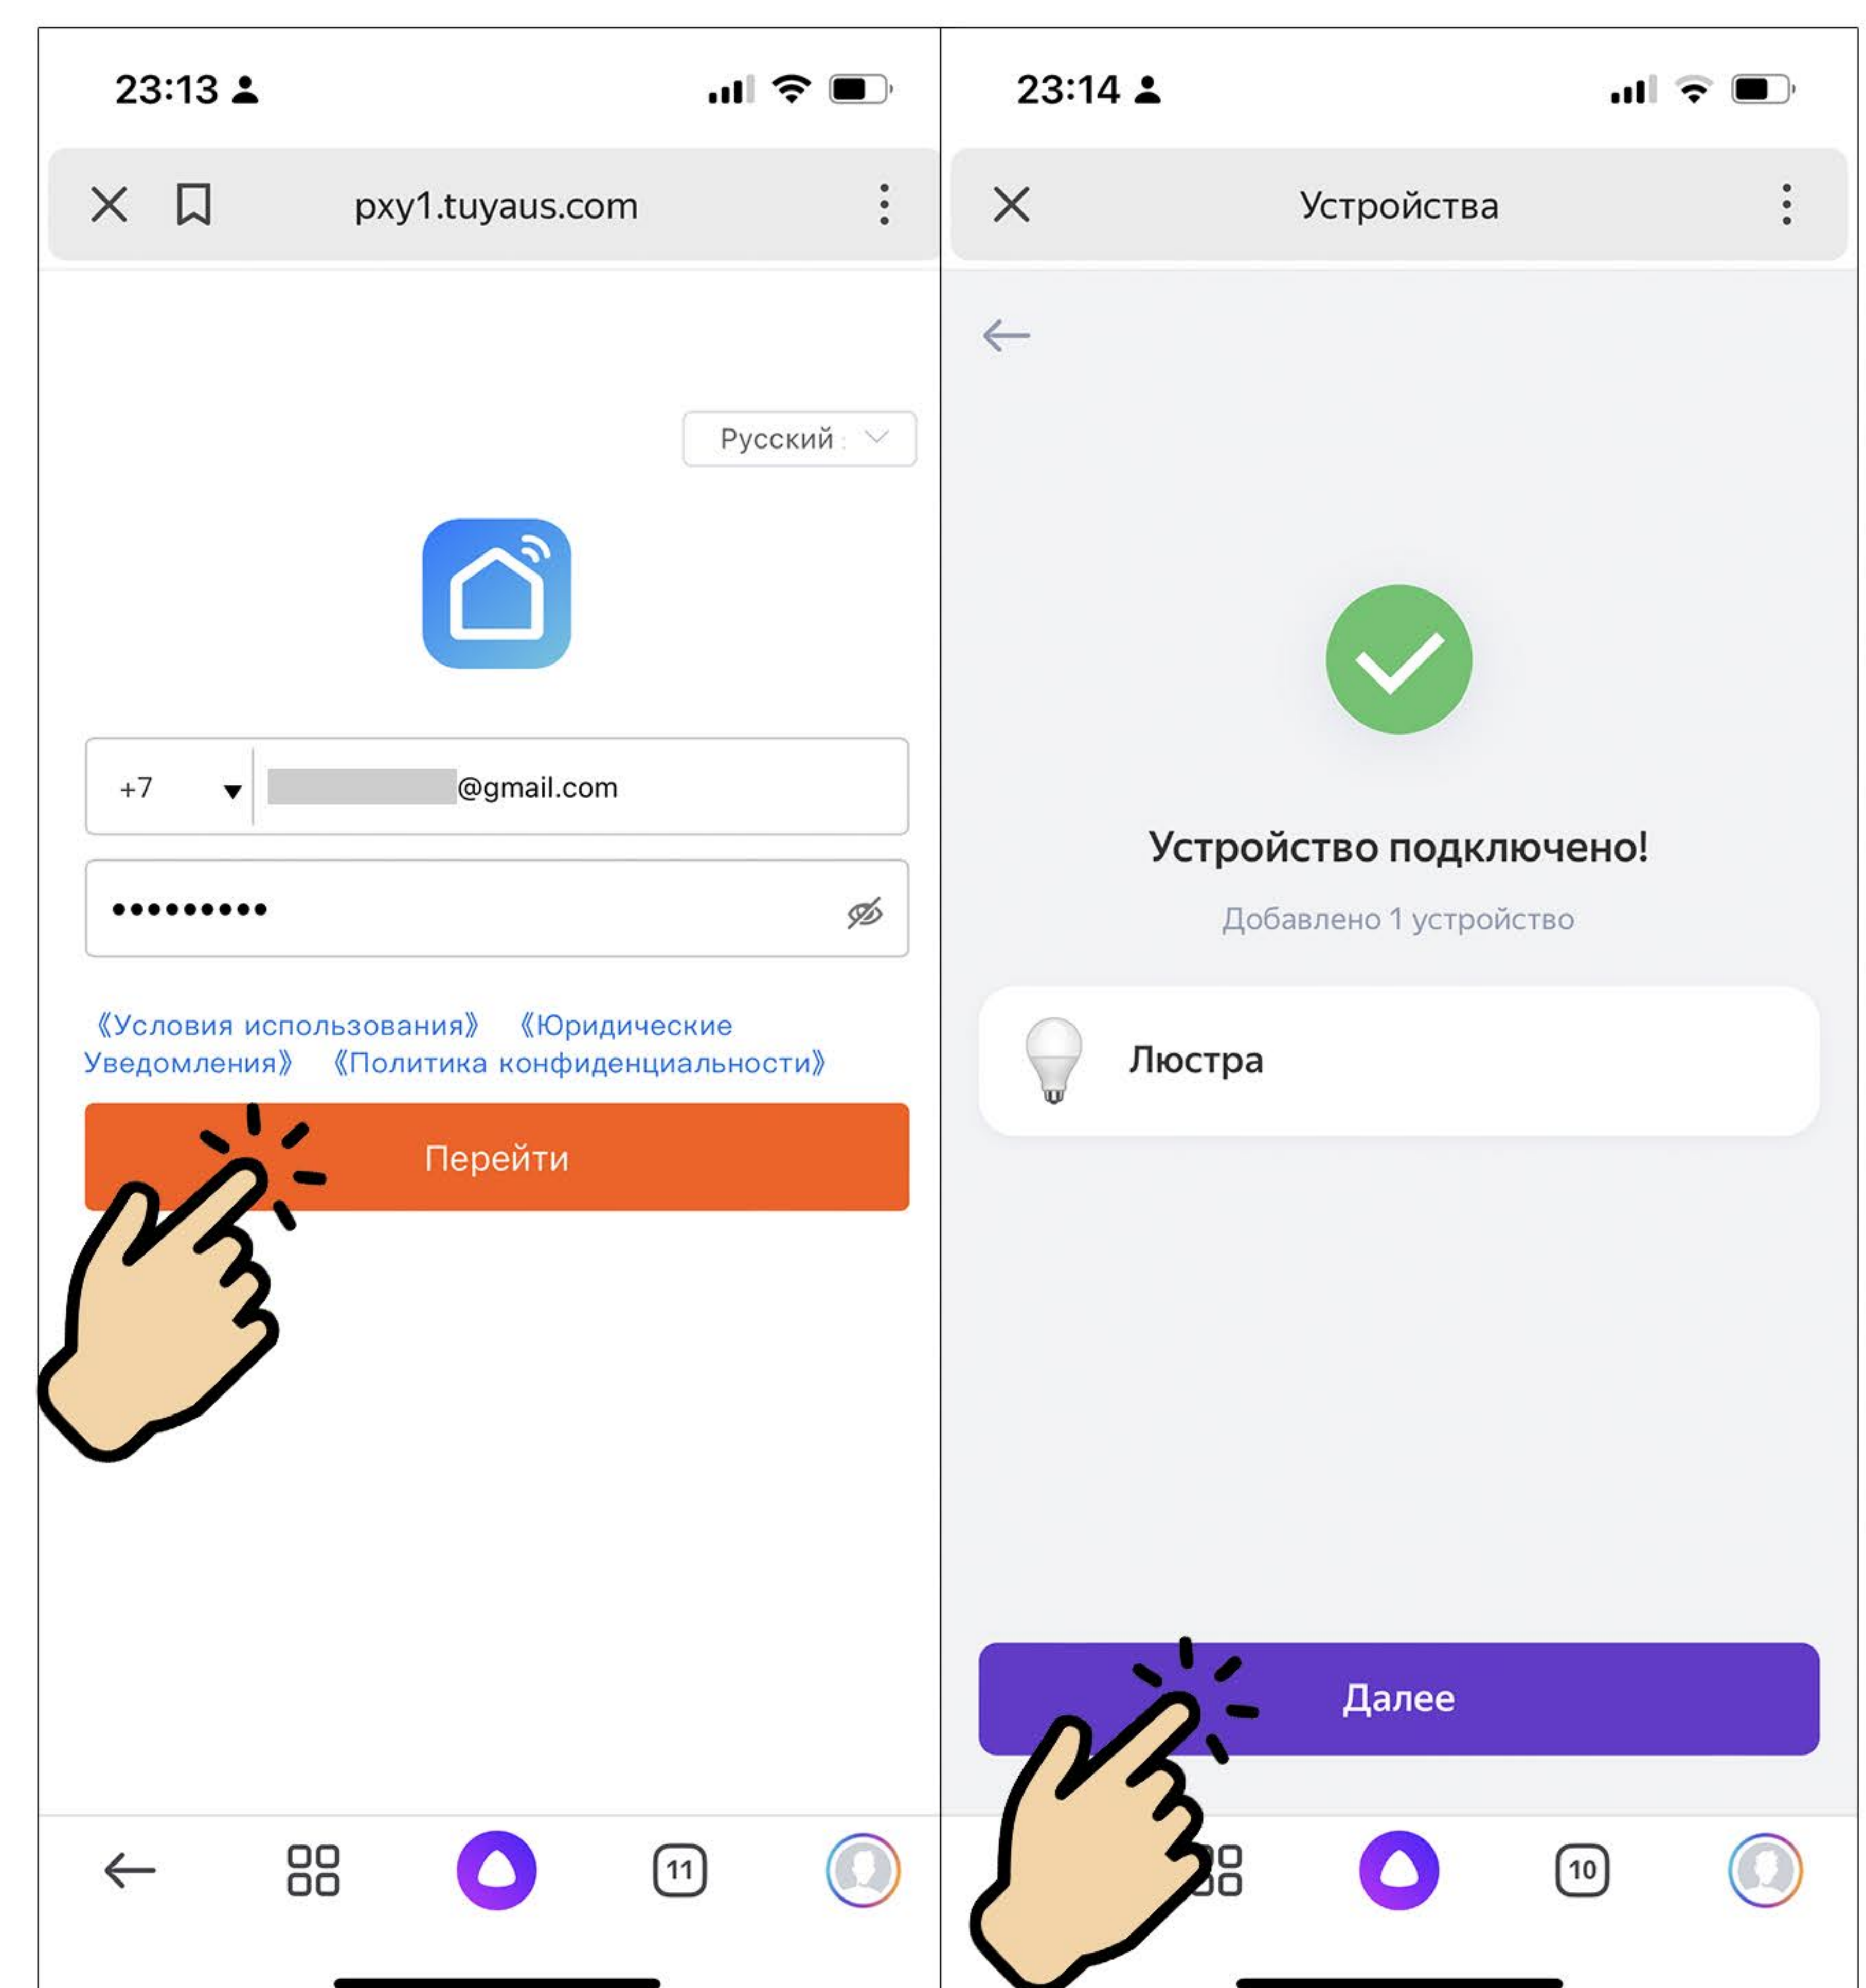 23:13
pxy1.tuyaus.com
Русский
+7 @gmail.com
《Условия использования》 《Юридические
Уведомления》 《Политика конфиденциальности》
Перейти
11
23:14
Устройства
Устройство подключено!
Добавлено 1 устройство
Люстра
Далее
10